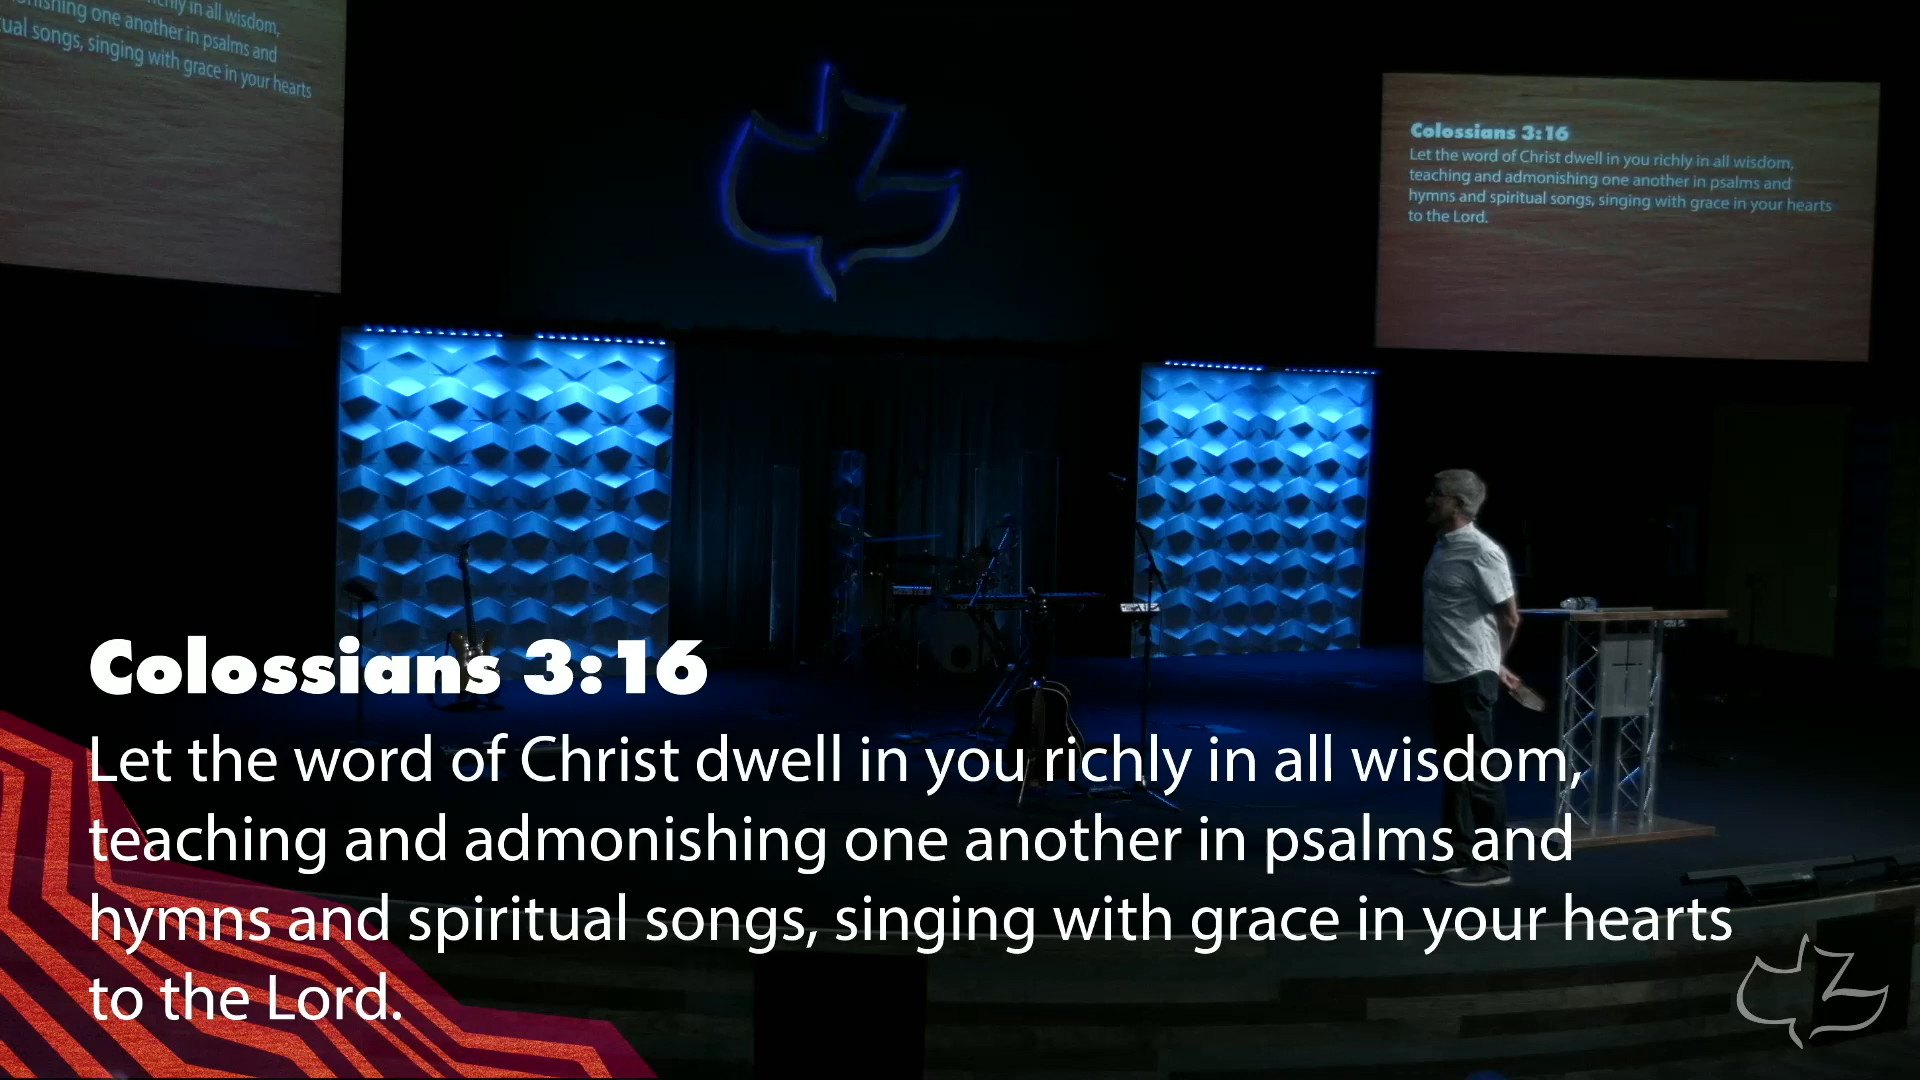 richly in all wisdom,
one another in psalms and
songs, singing with grace in your hearts
Colossians 3:16
Let the word of Christ dwell in you richly in all wisdom,
teaching and admonishing one another in psalms and
hymns and spiritual songs, singing with grace in your hearts
to the Lord.
Colossians 3:16
Let the word of Christ dwell in you richly in all wisdom,
teaching and admonishing one another in psalms and
hymns and spiritual songs, singing with grace in your hearts
to the Lord.